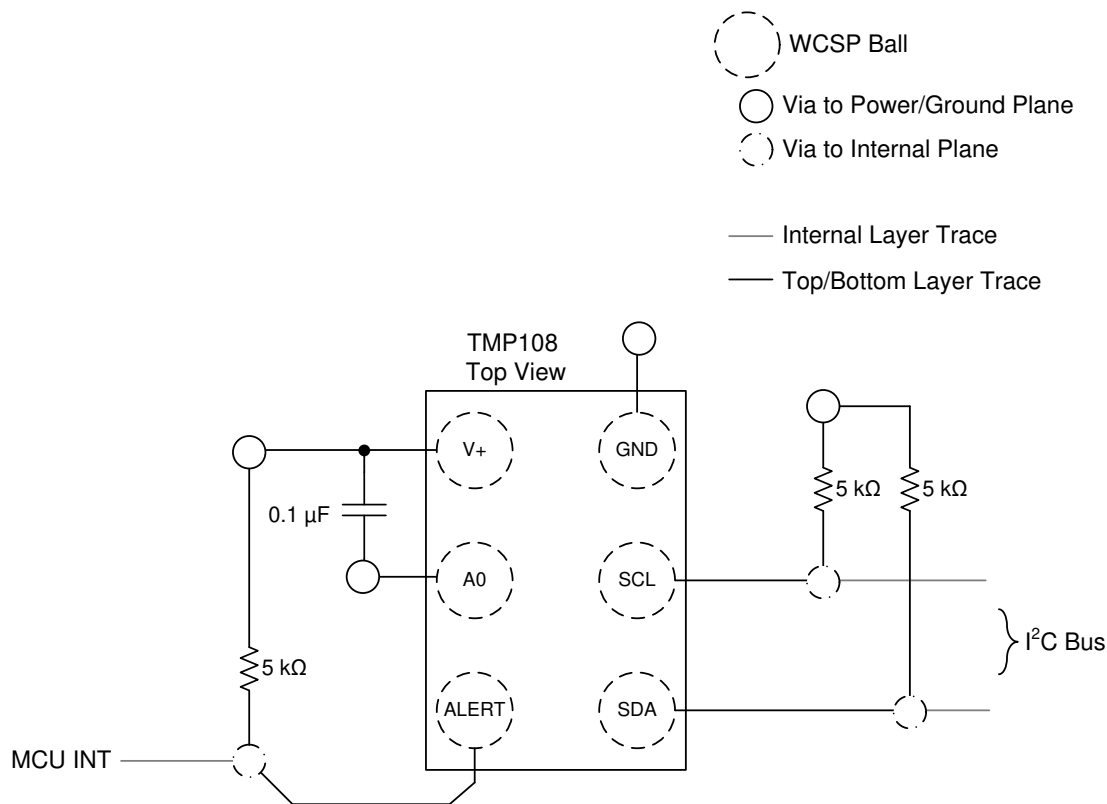 WCSP Ball
Via to Power/Ground Plane
Via to Internal Plane
Internal Layer Trace
Top/Bottom Layer Trace
TMP108
Top View
V+
GND
0.1 µF
5 kΩ
5 kΩ
A0
SCL
I²C Bus
5 kΩ
ALERT
SDA
MCU INT